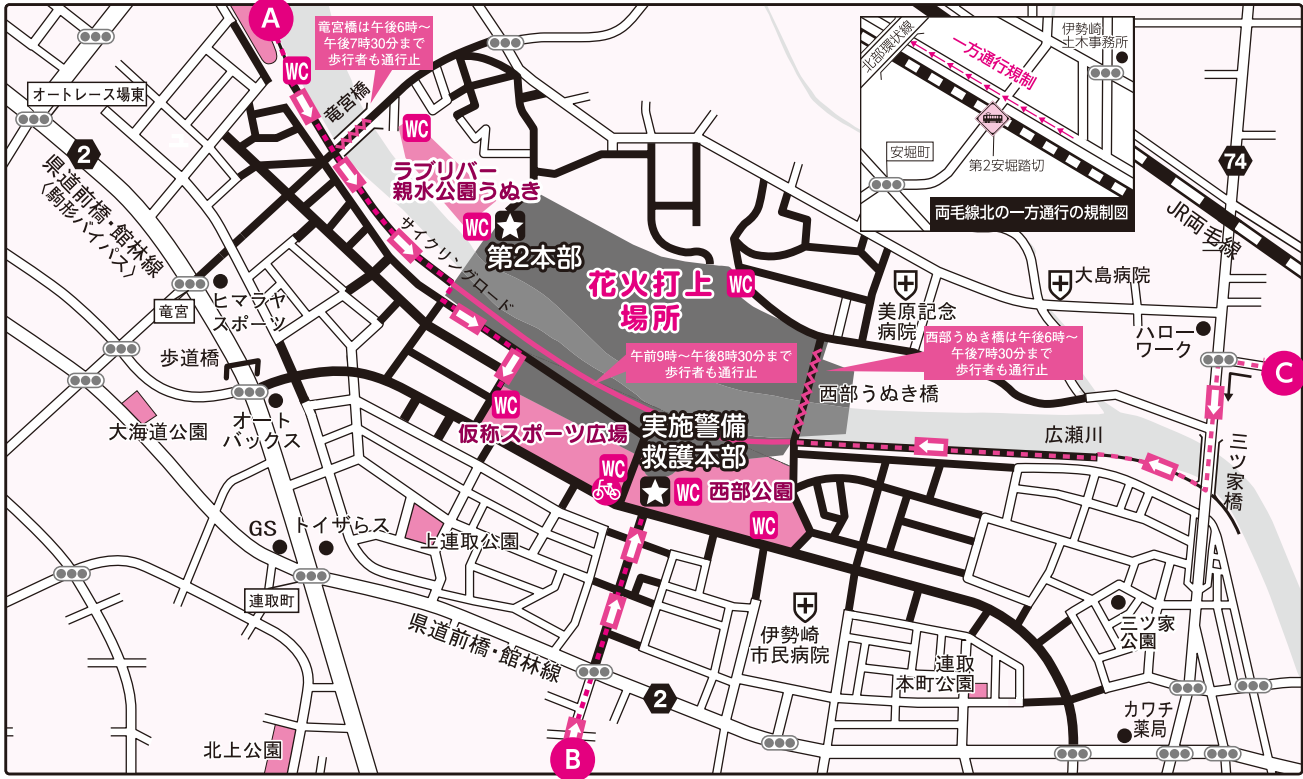 A
竜宮橋は午後6時〜
午後7時30分まで
歩行者も通行止
WC
オートレース場東
竜宮橋
WC
2
県道前橋・館林線
〈駒形バイパス〉
ラブリバー
親水公園うぬき
WC
第2本部
サイクリングロード
花火打上
場所
WC
北部環状線
一方通行規制
伊勢崎
土木事務所
安堀町
第2安堀踏切
両毛線北の一方通行の規制図
74
JR両毛線
大島病院
美原記念
病院
ハロー
ワーク
C
竜宮
ヒマラヤ
スポーツ
歩道橋
午前9時〜午後8時30分まで
歩行者も通行止
西部うぬき橋は午後6時〜
午後7時30分まで
歩行者も通行止
西部うぬき橋
大海道公園
オート
バックス
WC
仮称スポーツ広場
実施警備
救護本部
広瀬川
三ツ家橋
WC
WC
西部公園
WC
GS
トイザらス
上連取公園
連取町
県道前橋・館林線
伊勢崎
市民病院
三ツ家
公園
連取
本町公園
2
カワチ
薬局
北上公園
B